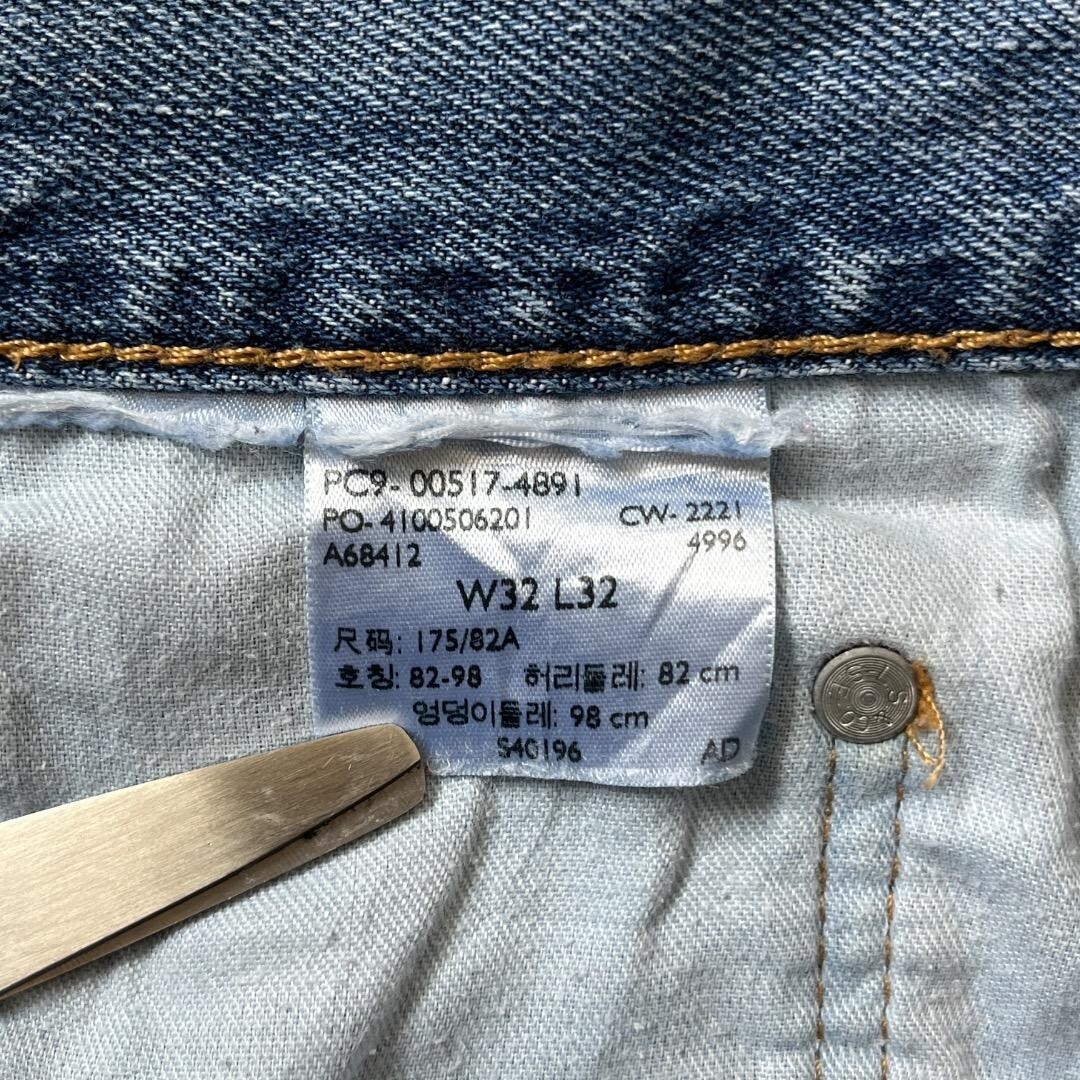 PC9- 00517-4891
PO- 4100506201 CW- 2221
A68412 4996
W32 L32
尺码: 175/82A
호칭: 82-98 허리둘레: 82 cm
엉덩이둘레: 98 cm
S40196 AD